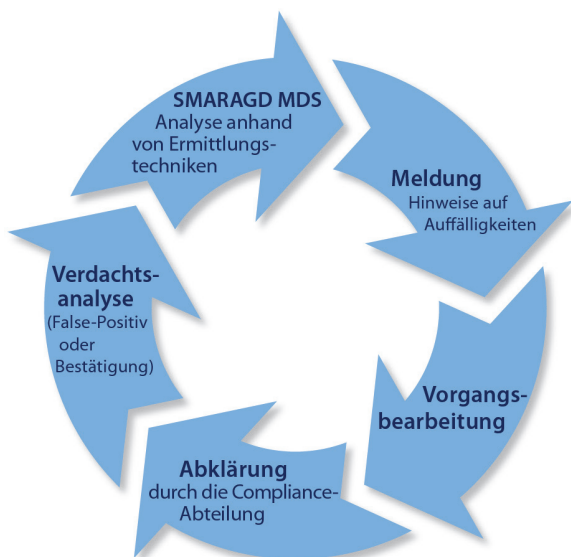 SMARAGD MDS
Analyse anhand
von Ermittlungs-
techniken
Meldung
Hinweise auf
Auffälligkeiten
Vorgangs-
bearbeitung
Abklärung
durch die Compliance-
Abteilung
Verdachts-
analyse
(False-Positiv
oder
Bestätigung)